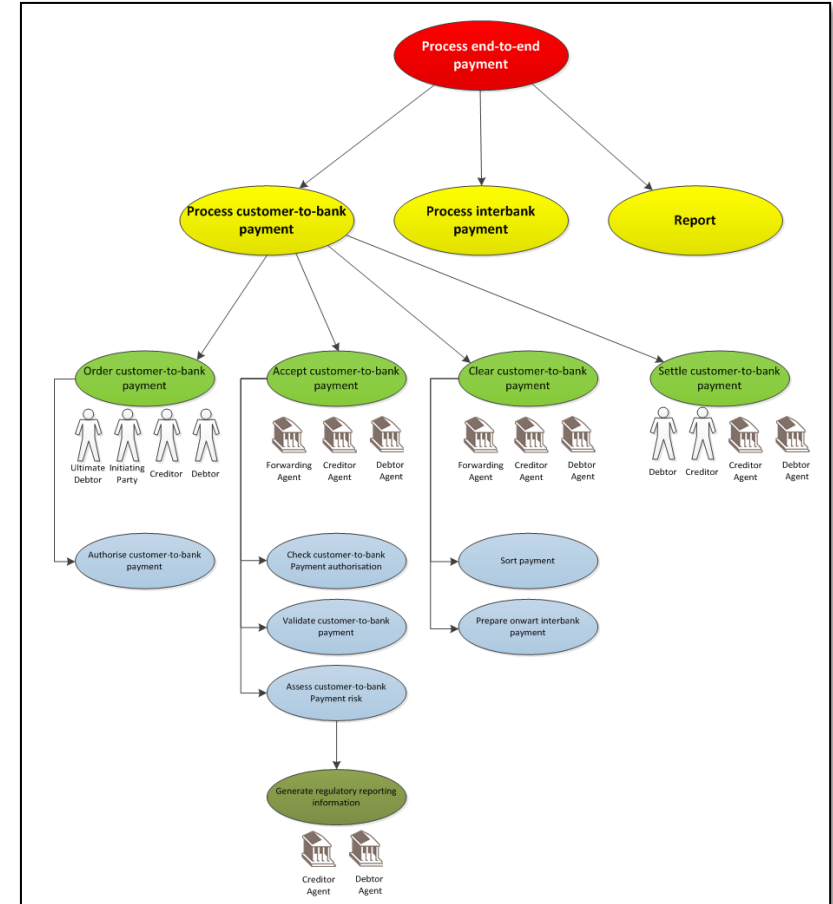 Process end-to-end
payment
Process customer-to-bank
payment
Process interbank
payment
Report
Order customer-to-bank
payment
Accept customer-to-bank
payment
Clear customer-to-bank
payment
Settle customer-to-bank
payment
Ultimate
Debtor
Initiating
Party
Creditor
Debtor
Forwarding
Agent
Creditor
Agent
Debtor
Agent
Forwarding
Agent
Creditor
Agent
Debtor
Agent
Debtor
Creditor
Creditor
Agent
Debtor
Agent
Authorise customer-to-bank
payment
Check customer-to-bank
Payment authorisation
Sort payment
Validate customer-to-bank
payment
Prepare onwart interbank
payment
Assess customer-to-bank
Payment risk
Generate regulatory reporting
information
Creditor
Agent
Debtor
Agent